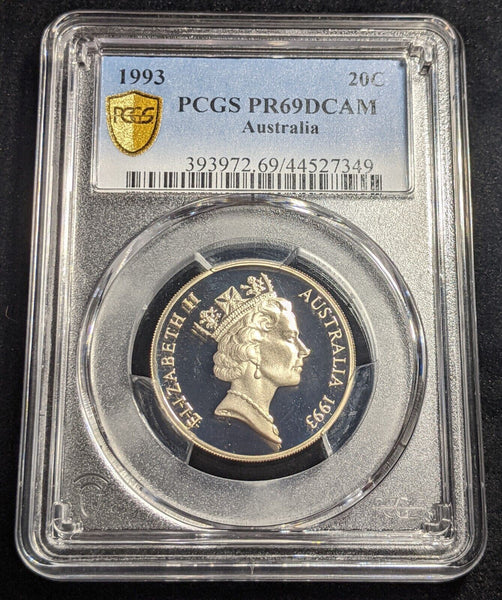 1993 20C
PCGS PCGS PR69DCAM
Australia
393972.69/44527349
ELIZABETH II AUSTRALIA 1993